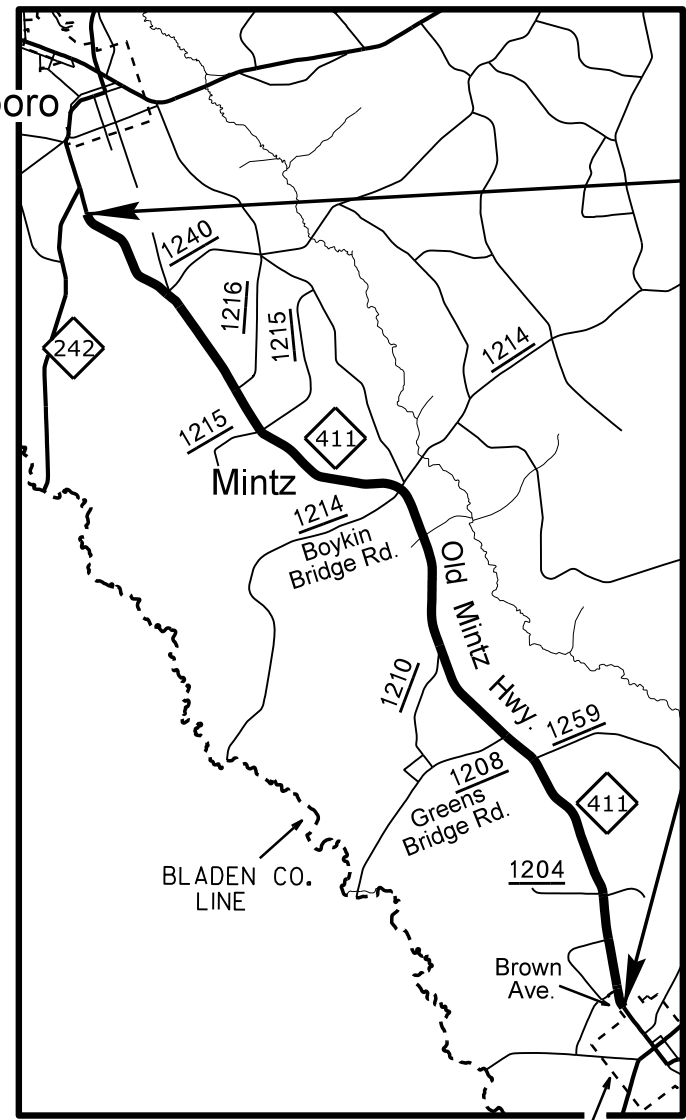 boro
1240
1216
1215
242
1214
1215
411
Mintz
1214
Boykin
Bridge Rd.
Old Mintz Hwy.
1210
1259
1208
Greens
Bridge Rd.
411
1204
BLADEN CO.
LINE
Brown
Ave.